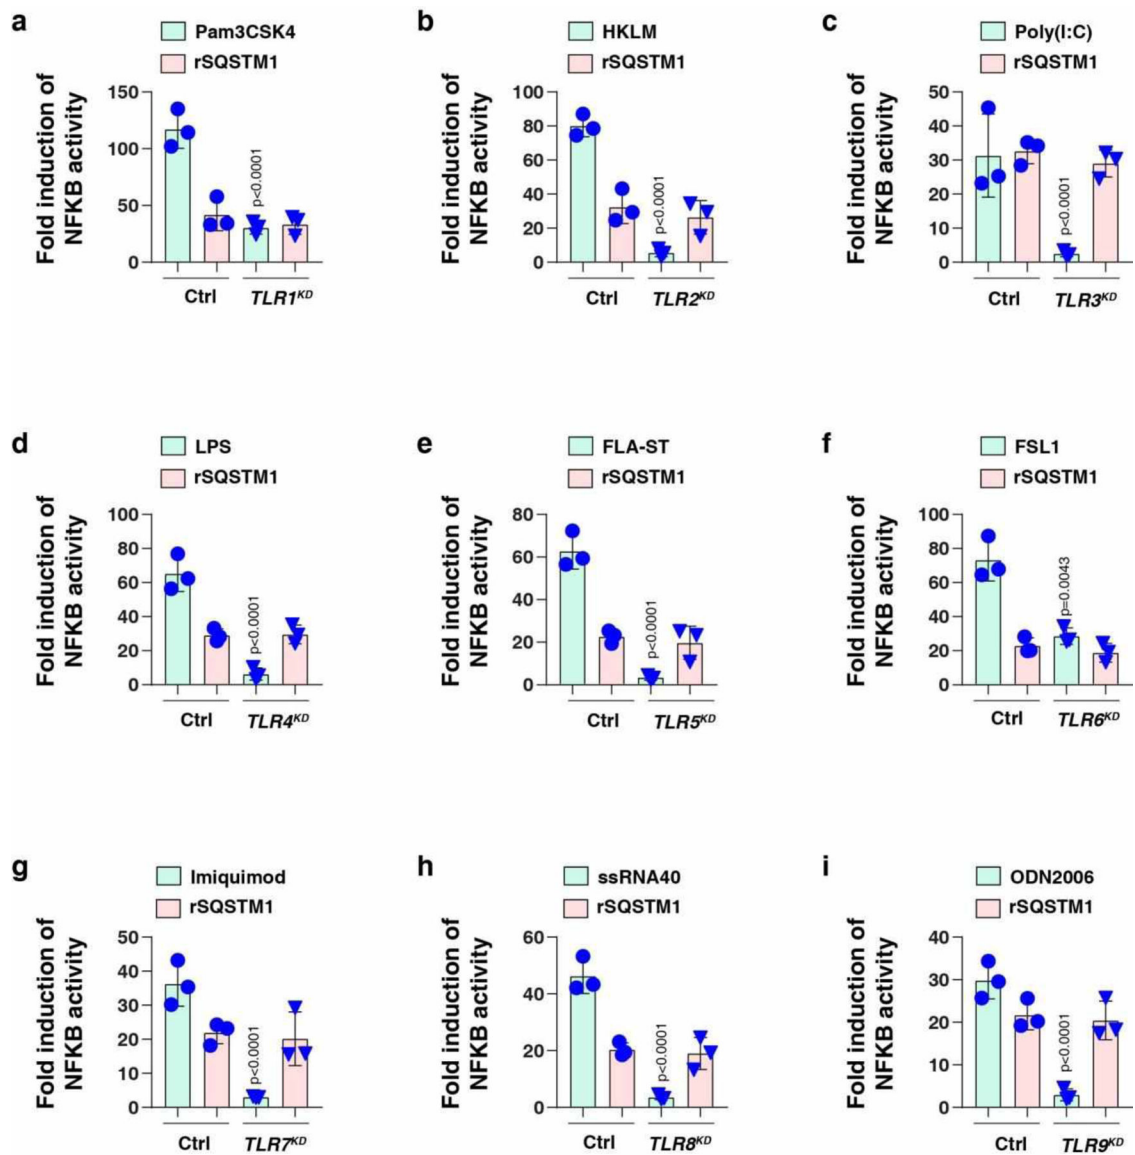 a
Pam3CSK4
rSQSTM1
Fold induction of
NFKB activity
150
100
50
0
p<0.0001
Ctrl
TLR1KD
b
HKLM
rSQSTM1
Fold induction of
NFKB activity
100
80
60
40
20
0
p<0.0001
Ctrl
TLR2KD
c
Poly(I:C)
rSQSTM1
Fold induction of
NFKB activity
50
40
30
20
10
0
p<0.0001
Ctrl
TLR3KD
d
LPS
rSQSTM1
Fold induction of
NFKB activity
100
80
60
40
20
0
p<0.0001
Ctrl
TLR4KD
e
FLA-ST
rSQSTM1
Fold induction of
NFKB activity
80
60
40
20
0
p<0.0001
Ctrl
TLR5KD
f
FSL1
rSQSTM1
Fold induction of
NFKB activity
100
80
60
40
20
0
p=0.0043
Ctrl
TLR6KD
g
Imiquimod
rSQSTM1
Fold induction of
NFKB activity
50
40
30
20
10
0
p<0.0001
Ctrl
TLR7KD
h
ssRNA40
rSQSTM1
Fold induction of
NFKB activity
60
40
20
0
p<0.0001
Ctrl
TLR8KD
i
ODN2006
rSQSTM1
Fold induction of
NFKB activity
40
30
20
10
0
p<0.0001
Ctrl
TLR9KD